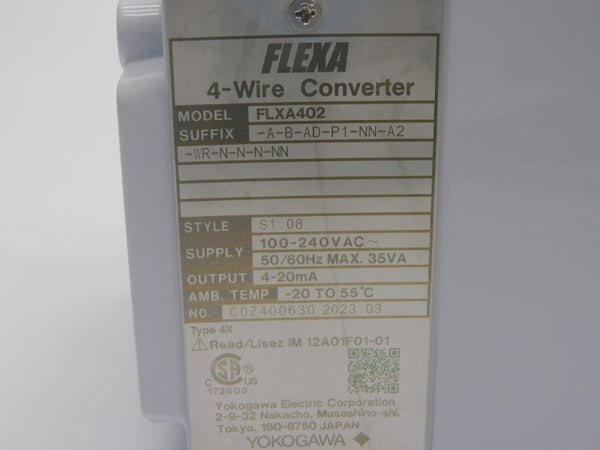 FLEXA
4-Wire Converter
MODEL FLXA402
SUFFIX -A-B-AD-P1-NN-A2
-WR-N-N-N-NN
STYLE S1.08
SUPPLY 100-240VAC~
50/60Hz MAX. 35VA
OUTPUT 4-20mA
AMB. TEMP -20 TO 55℃
NO. C0Z400630 2023.03
Type 4X
Read/Lisez IM 12A01F01-01
CSA ®
C US
172608
Yokogawa Electric Corporation
2-9-32 Nakacho, Musashino-shi,
Tokyo, 180-8750 JAPAN
YOKOGAWA